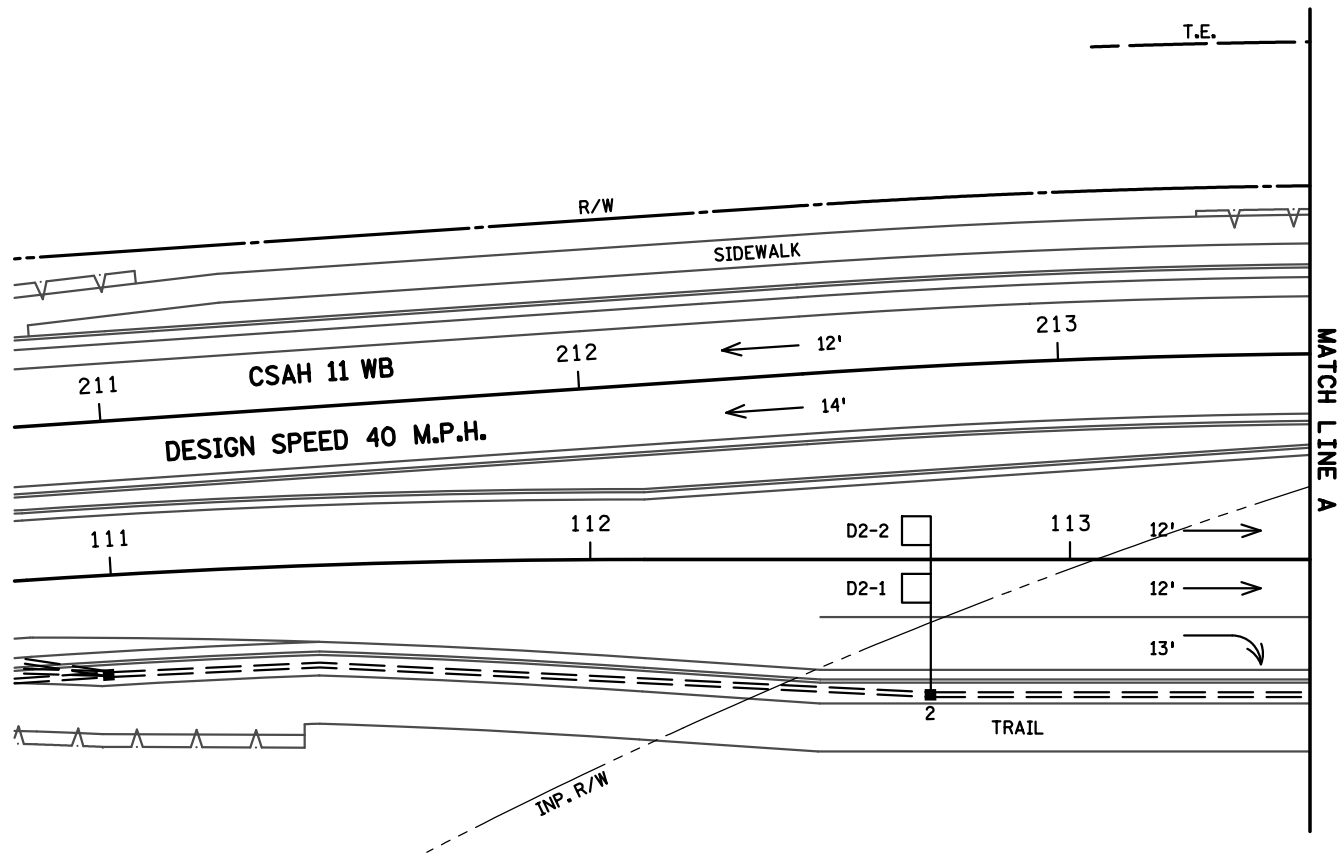 T.E.
R/W
SIDEWALK
213
12'
212
CSAH 11 WB
211
MATCH LINE A
14'
DESIGN SPEED 40 M.P.H.
111
112
D2-2
113
12'
D2-1
12'
13'
2
TRAIL
INP. R/W